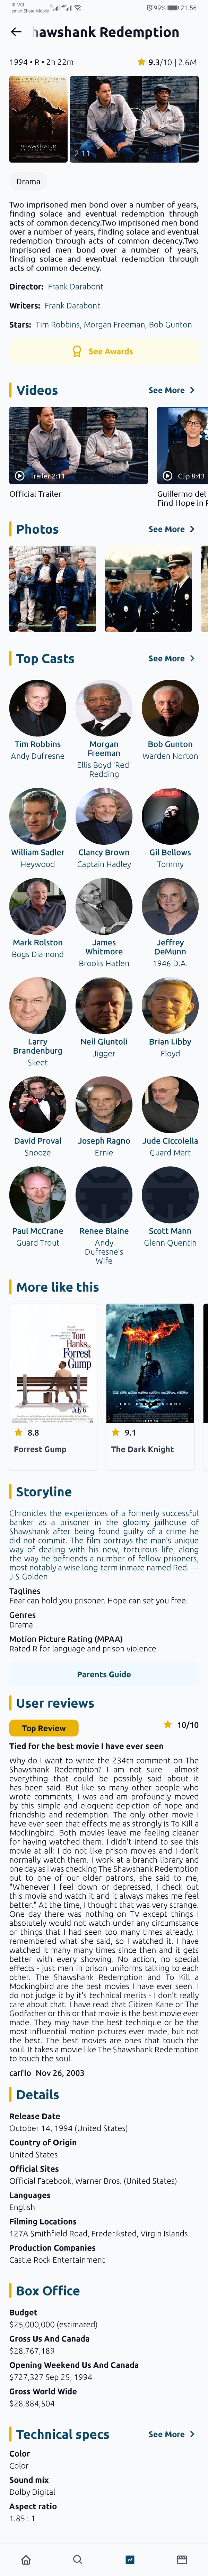 IR-MCI
Smart Shatel Mobile
99%
21:56
hawshank Redemption
1994 • R • 2h 22m
9.3/10 | 2.6M
SHAWSHANK
2:11
Drama
Two imprisoned men bond over a number of years,
finding solace and eventual redemption through
acts of common decency.Two imprisoned men bond
over a number of years, finding solace and eventual
redemption through acts of common decency.Two
imprisoned men bond over a number of years,
finding solace and eventual redemption through
acts of common decency.
Director: Frank Darabont
Writers: Frank Darabont
Stars: Tim Robbins, Morgan Freeman, Bob Gunton
See Awards
Videos
See More
Trailer 2:11
Clip 8:43
Official Trailer
Guillermo del
Find Hope in
Photos
See More
Top Casts
See More
Tim Robbins
Andy Dufresne
Morgan
Freeman
Ellis Boyd 'Red'
Redding
Bob Gunton
Warden Norton
William Sadler
Heywood
Clancy Brown
Captain Hadley
Gil Bellows
Tommy
Mark Rolston
Bogs Diamond
James
Whitmore
Brooks Hatlen
Jeffrey
DeMunn
1946 D.A.
Larry
Brandenburg
Skeet
Neil Giuntoli
Jigger
Brian Libby
Floyd
David Proval
Snooze
Joseph Ragno
Ernie
Jude Ciccolella
Guard Mert
Paul McCrane
Guard Trout
Renee Blaine
Andy
Dufresne's
Wife
Scott Mann
Glenn Quentin
More like this
Tom
Hanks
Forrest
Gump
8.8
Forrest Gump
9.1
The Dark Knight
Storyline
Chronicles the experiences of a formerly successful
banker as a prisoner in the gloomy jailhouse of
Shawshank after being found guilty of a crime he
did not commit. The film portrays the man's unique
way of dealing with his new, torturous life; along
the way he befriends a number of fellow prisoners,
most notably a wise long-term inmate named Red. —
J-S-Golden
Taglines
Fear can hold you prisoner. Hope can set you free.
Genres
Drama
Motion Picture Rating (MPAA)
Rated R for language and prison violence
Parents Guide
User reviews
Top Review
10/10
Tied for the best movie I have ever seen
Why do I want to write the 234th comment on The
Shawshank Redemption? I am not sure - almost
everything that could be possibly said about it
has been said. But like so many other people who
wrote comments, I was and am profoundly moved
by this simple and eloquent depiction of hope and
friendship and redemption. The only other movie I
have ever seen that effects me as strongly is To Kill a
Mockingbird. Both movies leave me feeling cleaner
for having watched them. I didn't intend to see this
movie at all: I do not like prison movies and I don't
normally watch them. I work at a branch library and
one day as I was checking The Shawshank Redemption
out to one of our older patrons, she said to me,
"Whenever I feel down or depressed, I check out
this movie and watch it and it always makes me feel
better." At the time, I thought that was very strange.
One day there was nothing on TV except things I
absolutely would not watch under any circumstance
or things that I had seen too many times already. I
remembered what she said, so I watched it. I have
watched it many many times since then and it gets
better with every showing. No action, no special
effects - just men in prison uniforms talking to each
other. The Shawshank Redemption and To Kill a
Mockingbird are the best movies I have ever seen. I
do not judge it by it's technical merits - I don't really
care about that. I have read that Citizen Kane or The
Godfather or this or that movie is the best movie ever
made. They may have the best technique or be the
most influential motion pictures ever made, but not
the best. The best movies are ones that touch the
soul. It takes a movie like The Shawshank Redemption
to touch the soul.
carflo Nov 26, 2003
Details
Release Date
October 14, 1994 (United States)
Country of Origin
United States
Official Sites
Official Facebook, Warner Bros. (United States)
Languages
English
Filming Locations
127A Smithfield Road, Frederiksted, Virgin Islands
Production Companies
Castle Rock Entertainment
Box Office
Budget
$25,000,000 (estimated)
Gross Us And Canada
$28,767,189
Opening Weekend Us And Canada
$727,327 Sep 25, 1994
Gross World Wide
$28,884,504
Technical specs
See More
Color
Color
Sound mix
Dolby Digital
Aspect ratio
1.85 : 1